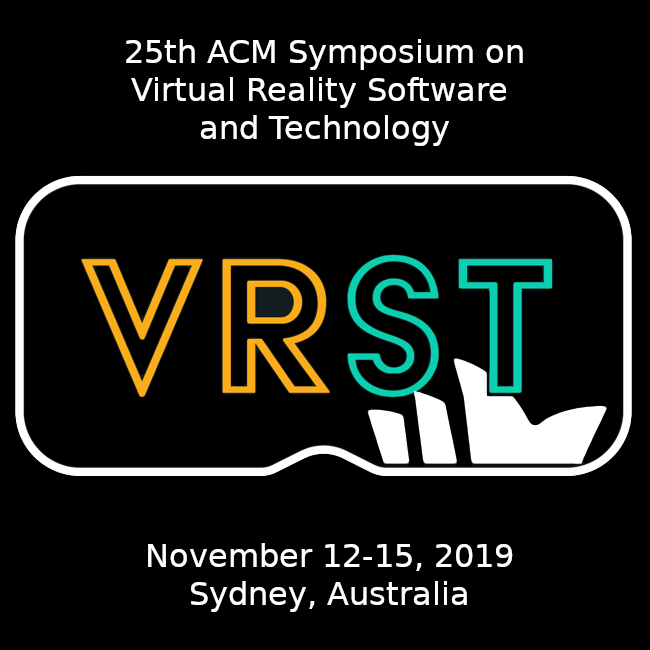 25th ACM Symposium on
Virtual Reality Software
and Technology
VRST
November 12-15, 2019
Sydney, Australia